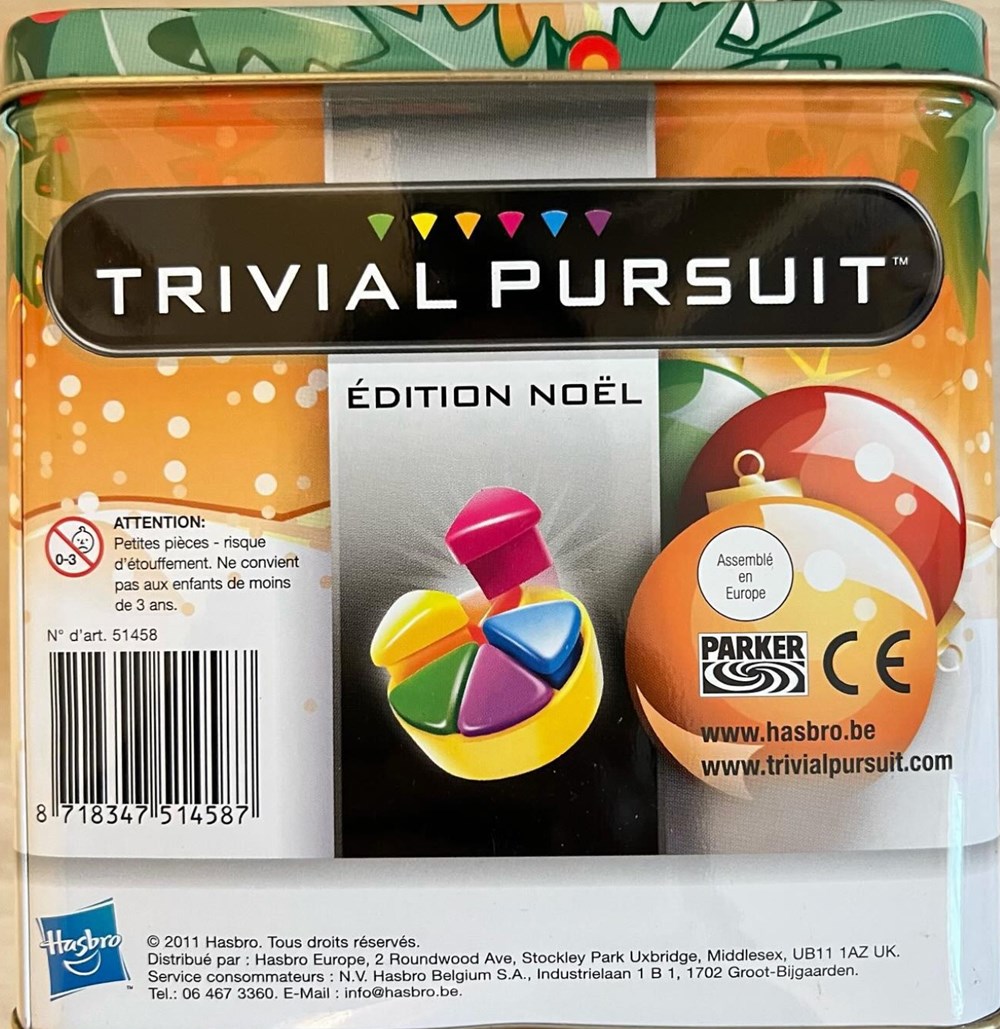 TRIVIAL PURSUIT™
ÉDITION NOËL
0-3
ATTENTION:
Petites pièces - risque
d'étouffement. Ne convient
pas aux enfants de moins
de 3 ans.
N° d'art. 51458
8 718347 514587
Assemblé
en
Europe
PARKER
CE
www.hasbro.be
www.trivialpursuit.com
Hasbro™
© 2011 Hasbro. Tous droits réservés.
Distribué par : Hasbro Europe, 2 Roundwood Ave, Stockley Park Uxbridge, Middlesex, UB11 1AZ UK.
Service consommateurs : N.V. Hasbro Belgium S.A., Industrielaan 1 B 1, 1702 Groot-Bijgaarden.
Tel.: 06 467 3360. E-Mail : info@hasbro.be.